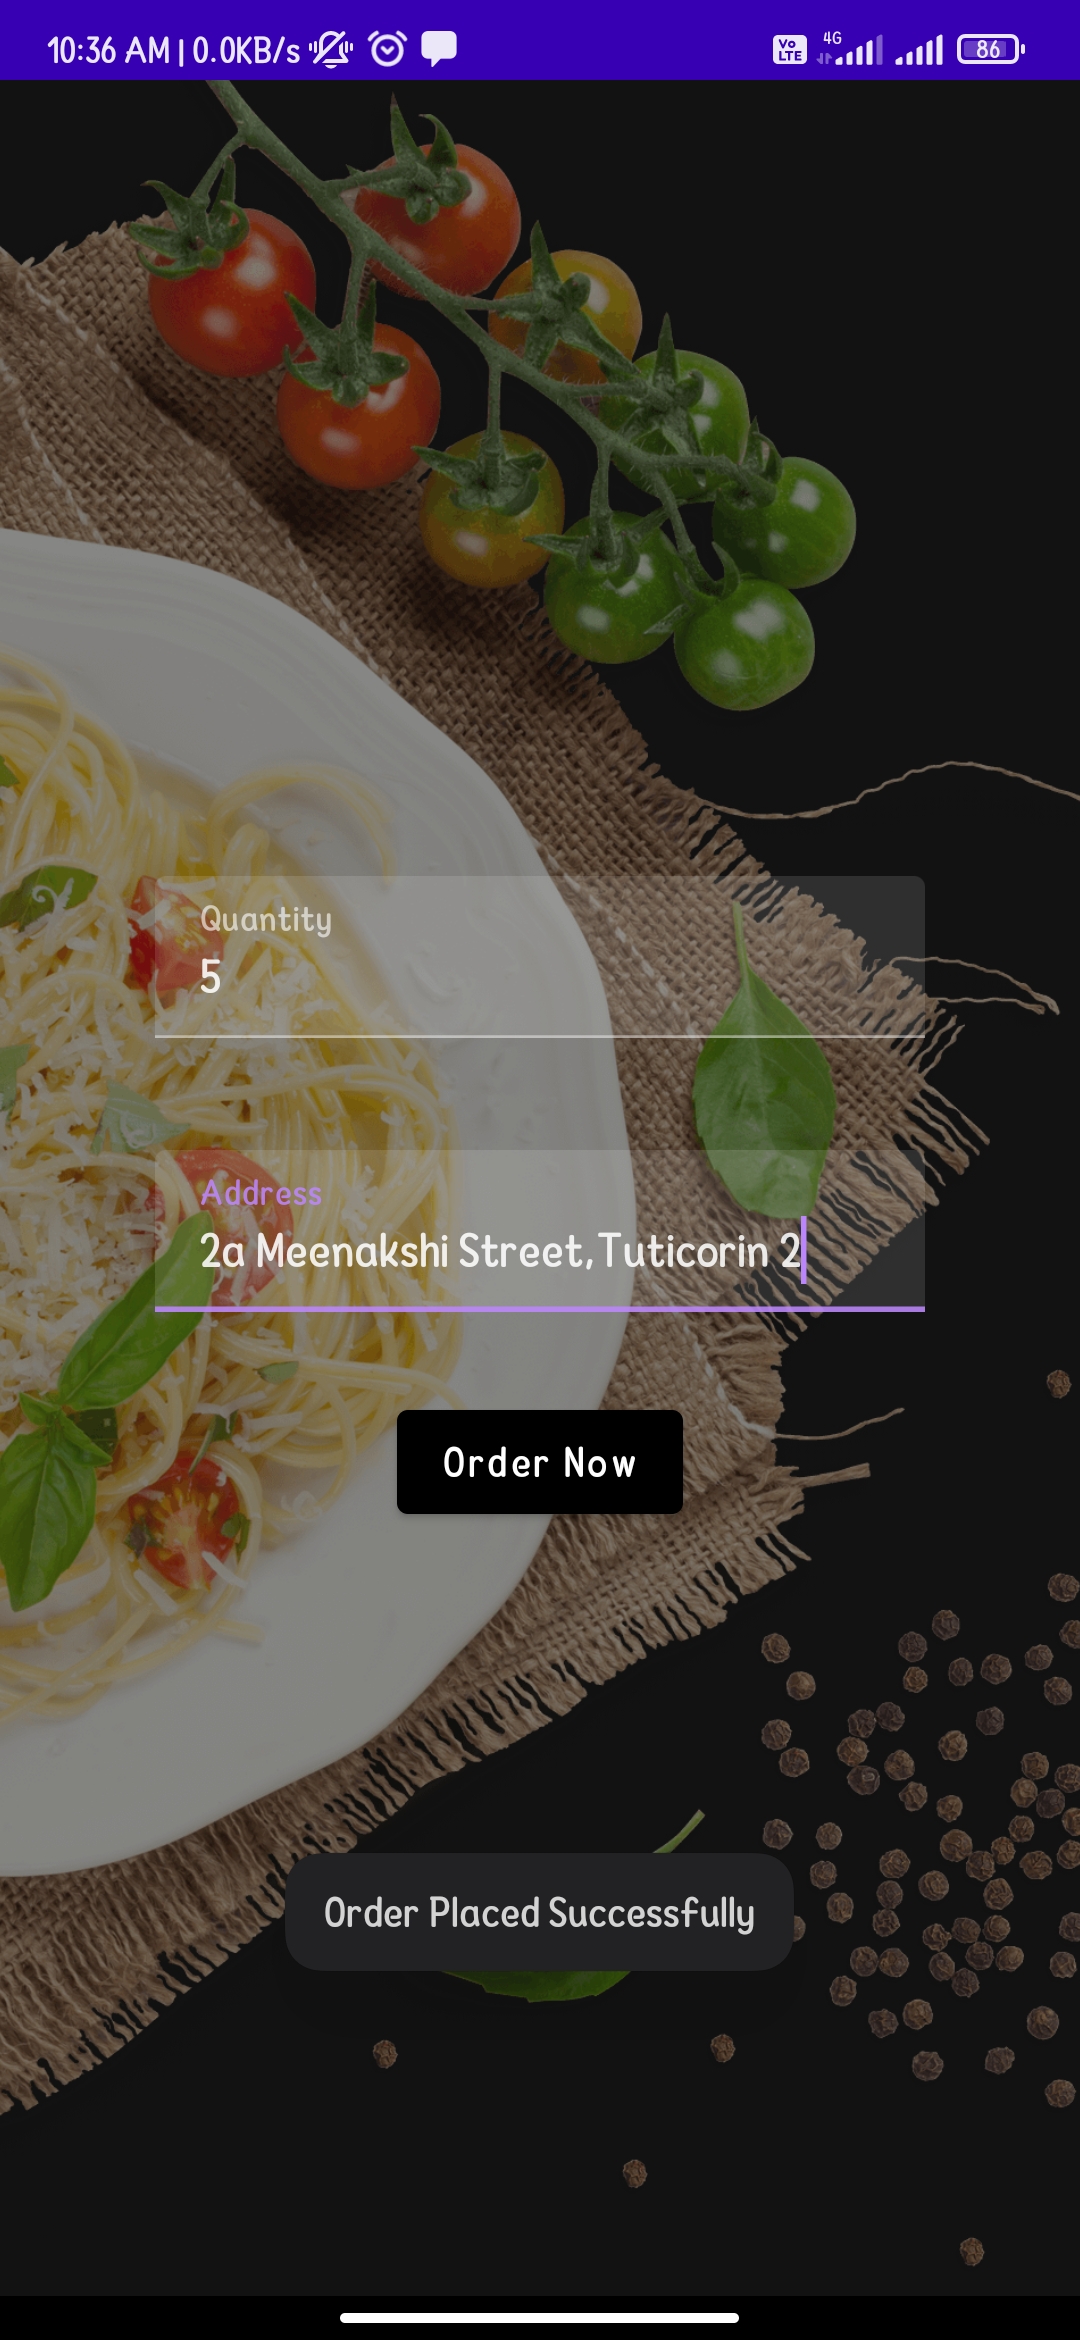 10:36 AM | 0.0KB/s Vo LTE 4G 86
Quantity
5
Address
2a Meenakshi Street,Tuticorin 2
Order Now
Order Placed Successfully